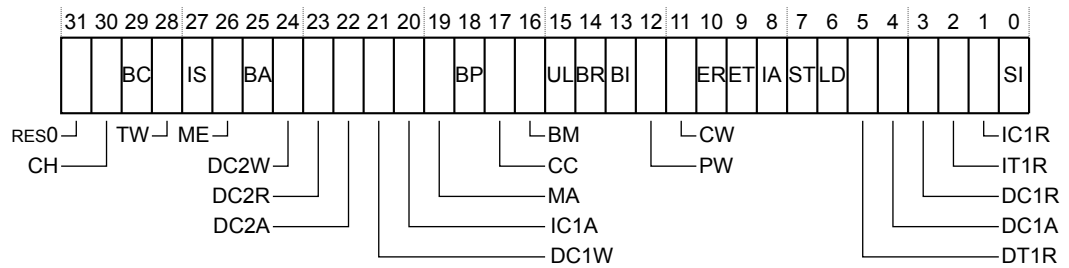 31 30 29 28 27 26 25 24 23 22 21 20 19 18 17 16 15 14 13 12 11 10 9 8 7 6 5 4 3 2 1 0
BC IS BA BP UL BR BI ER ET IA ST LD SI
RES0 TW ME BM CW IC1R
CH DC2W CC PW IT1R
DC2R MA DC1R
DC2A IC1A DC1A
DC1W DT1R